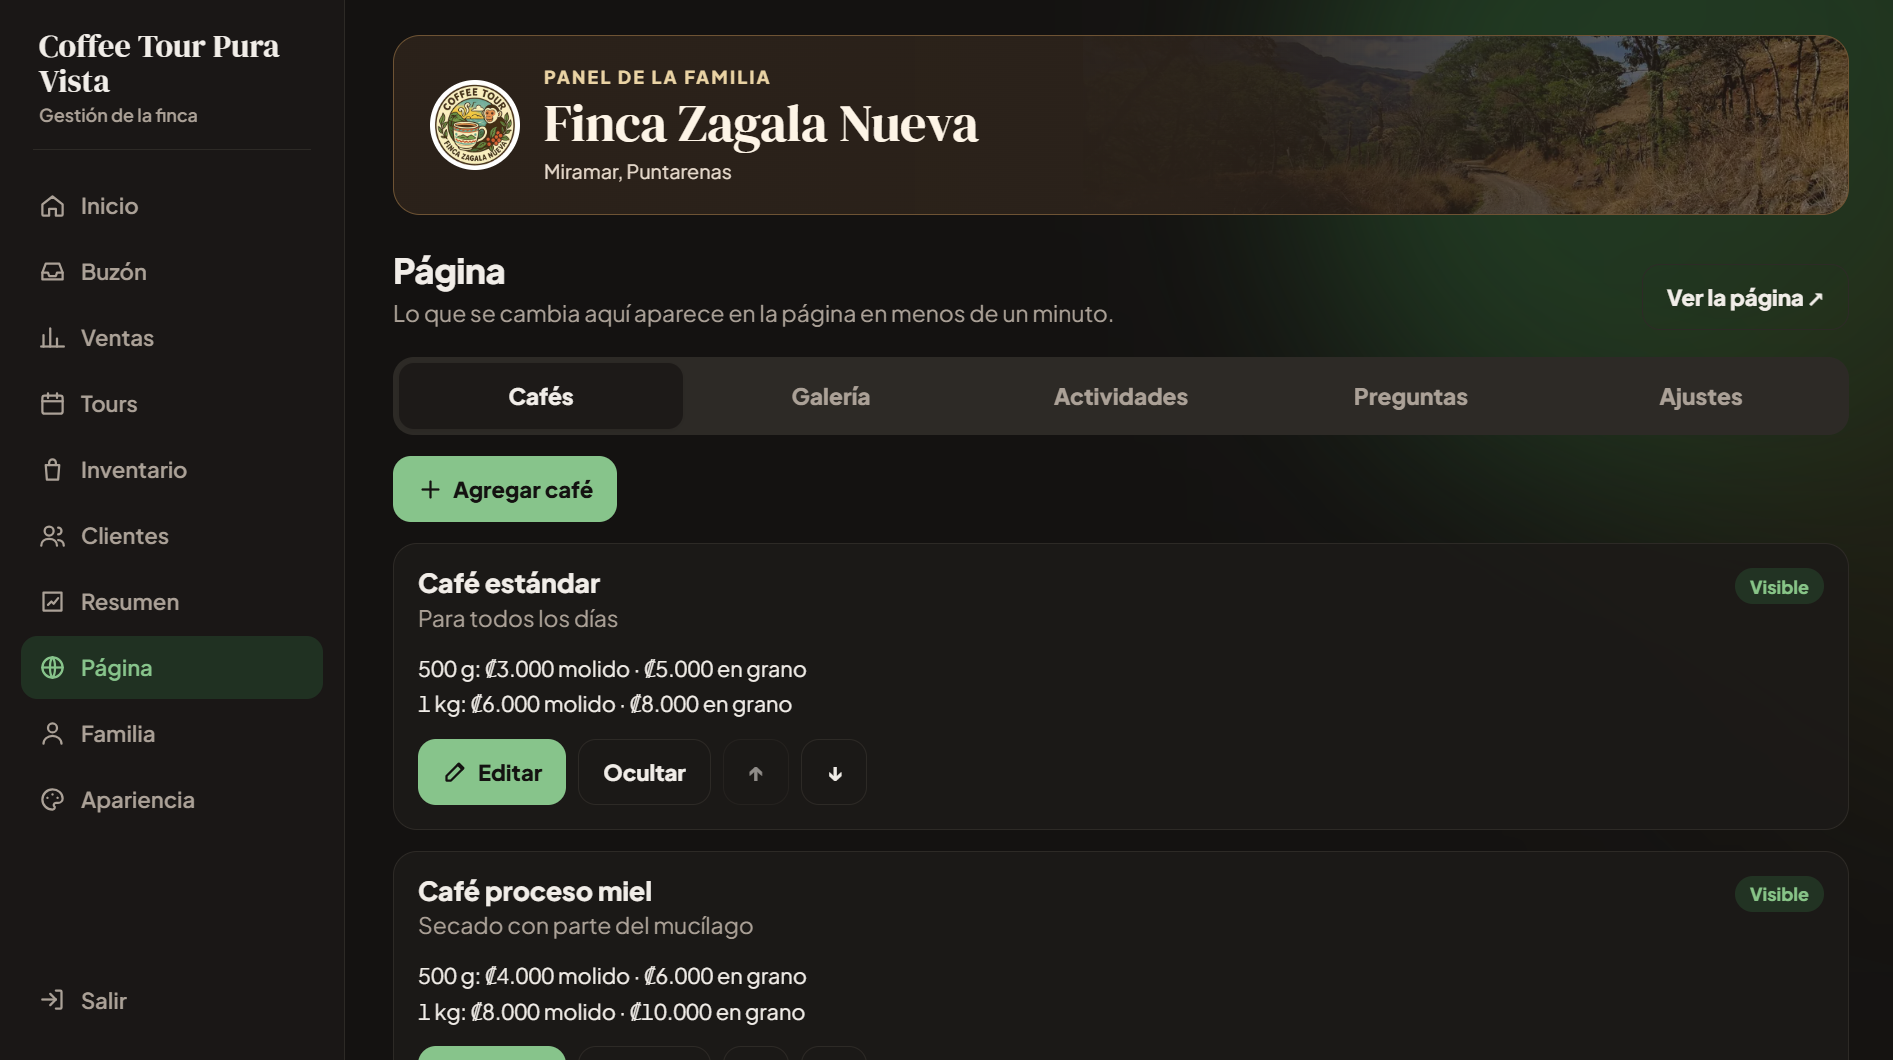 Coffee Tour Pura
Vista
Gestión de la finca
Inicio
Buzón
Ventas
Tours
Inventario
Clientes
Resumen
Página
Familia
Apariencia
Salir
COFFEE TOUR
FINCA ZAGALA NUEVA
PANEL DE LA FAMILIA
Finca Zagala Nueva
Miramar, Puntarenas
Página
Lo que se cambia aquí aparece en la página en menos de un minuto.
Ver la página ↗
Cafés Galería Actividades Preguntas Ajustes
+ Agregar café
Café estándar
Visible
Para todos los días
500 g: ₡3.000 molido · ₡5.000 en grano
1 kg: ₡6.000 molido · ₡8.000 en grano
Editar Ocultar ↑ ↓
Café proceso miel
Visible
Secado con parte del mucílago
500 g: ₡4.000 molido · ₡6.000 en grano
1 kg: ₡8.000 molido · ₡10.000 en grano